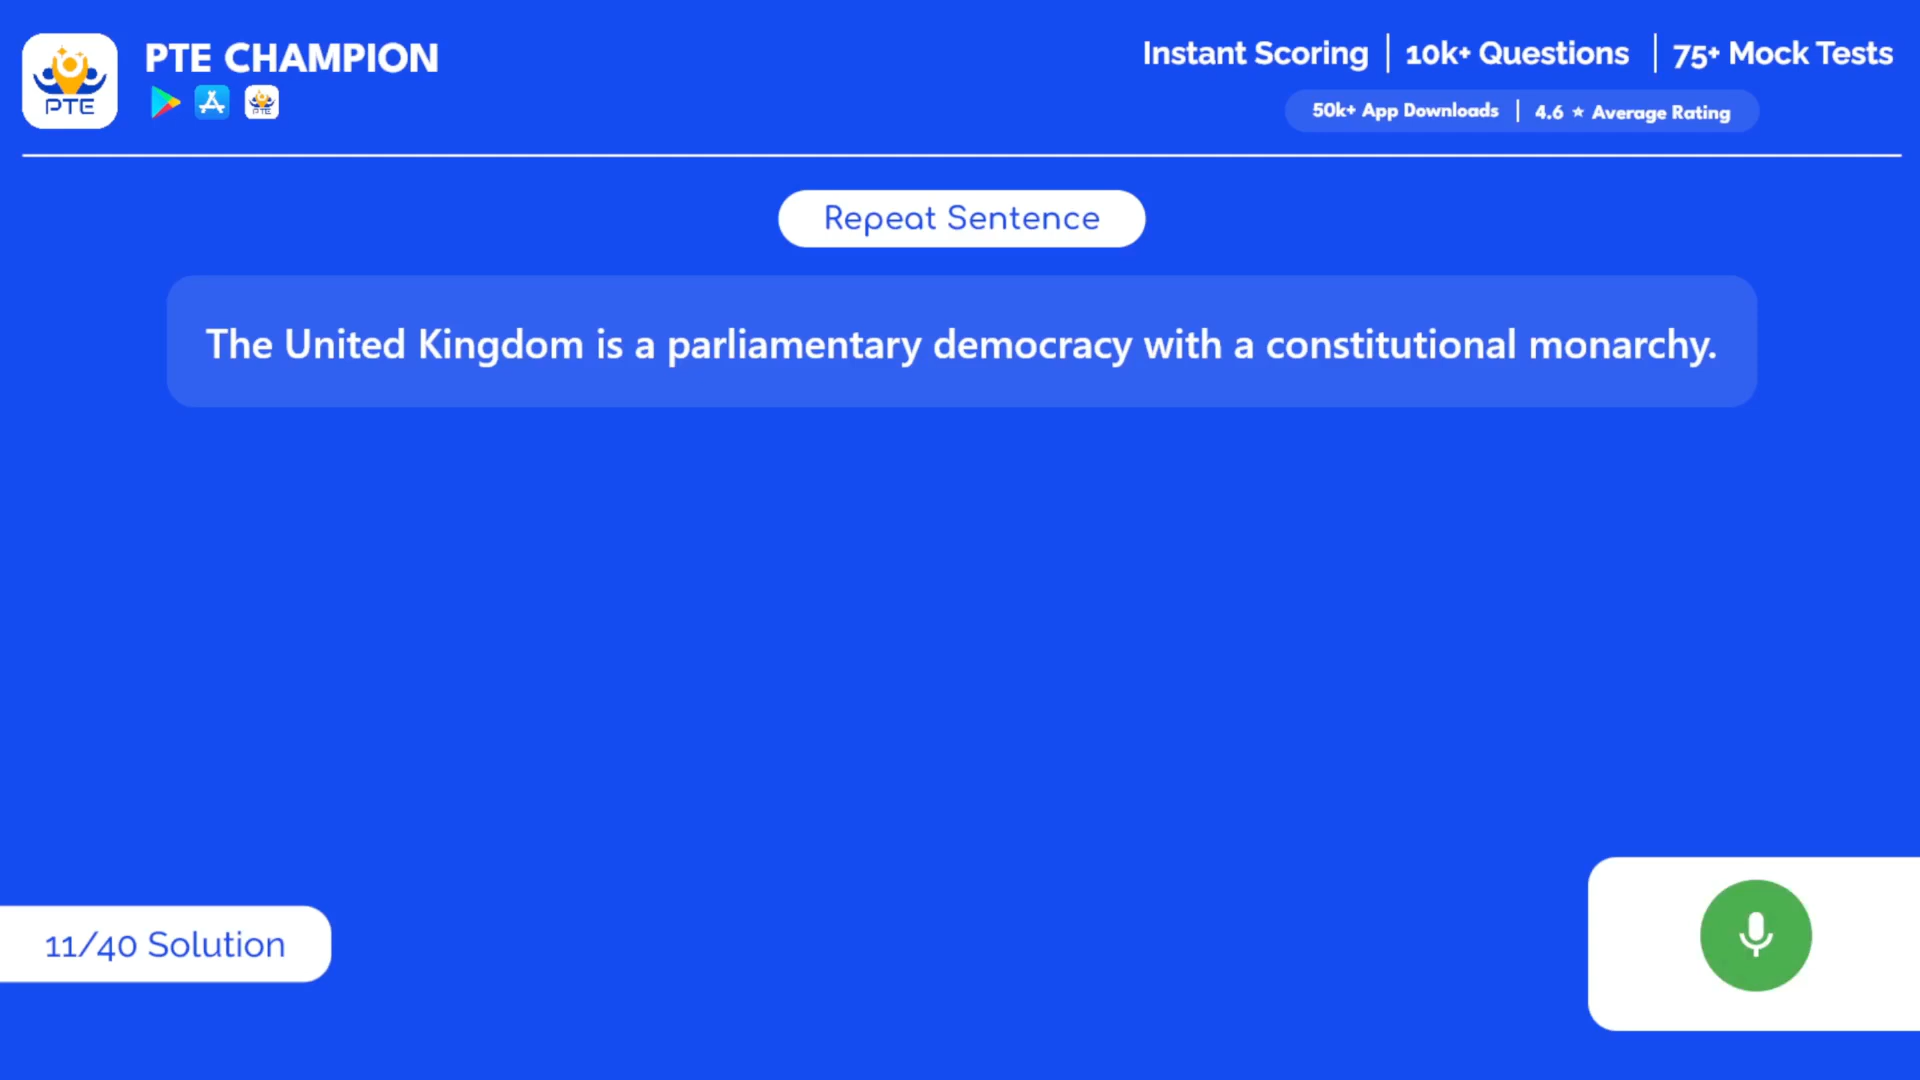 PTE CHAMPION
PTE
PTE
Instant Scoring | 10k+ Questions | 75+ Mock Tests
50k+ App Downloads | 4.6 ★ Average Rating
Repeat Sentence
The United Kingdom is a parliamentary democracy with a constitutional monarchy.
11/40 Solution